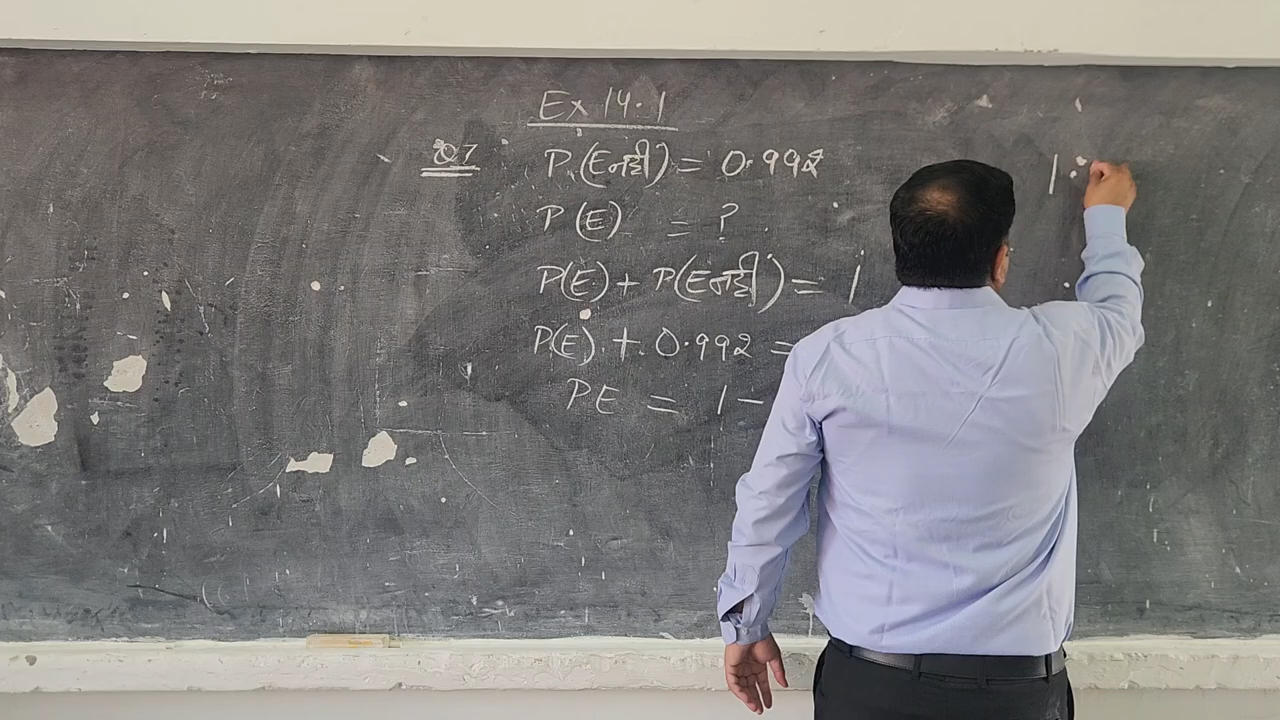 Ex 14.1
Q7 P(E नहीं) = 0.992
P(E) = ?
P(E) + P(E नहीं) = 1
P(E) + 0.992 =
PE = 1 -
1.